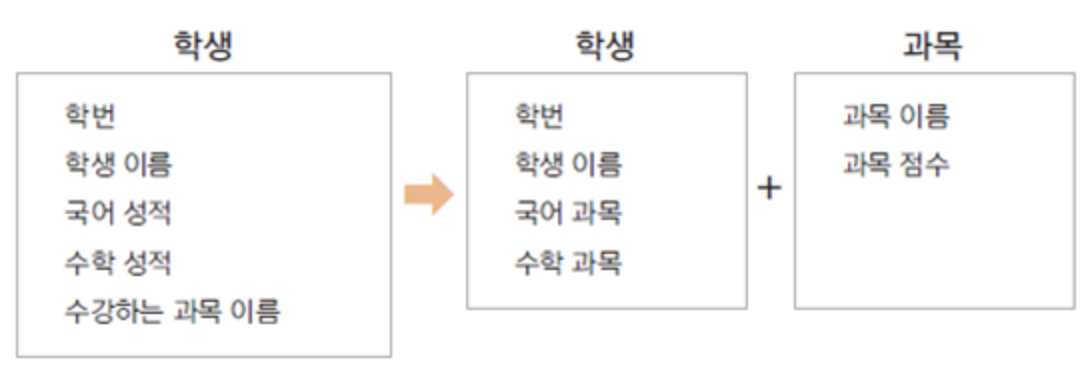 학생
학번
학생 이름
국어 성적
수학 성적
수강하는 과목 이름
학생
학번
학생 이름
국어 과목
수학 과목
+
과목
과목 이름
과목 점수